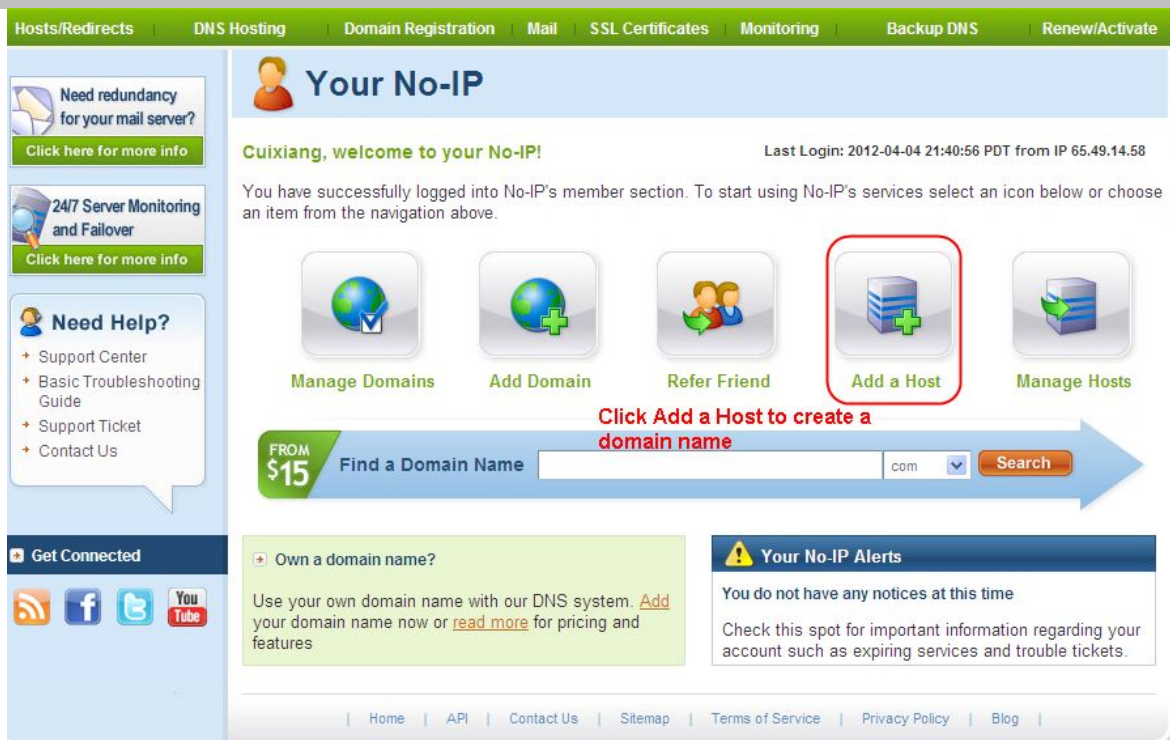 Hosts/Redirects | DNS Hosting | Domain Registration | Mail | SSL Certificates | Monitoring | Backup DNS | Renew/Activate
Need redundancy
for your mail server?
Click here for more info
24/7 Server Monitoring
and Failover
Click here for more info
Need Help?
Support Center
Basic Troubleshooting
Guide
Support Ticket
Contact Us
Get Connected
You
Tube
Your No-IP
Cuixiang, welcome to your No-IP!
Last Login: 2012-04-04 21:40:56 PDT from IP 65.49.14.58
You have successfully logged into No-IP's member section. To start using No-IP's services select an icon below or choose
an item from the navigation above.
Manage Domains
Add Domain
Refer Friend
Add a Host
Manage Hosts
Click Add a Host to create a
domain name
FROM
$15
Find a Domain Name
com
Search
Own a domain name?
Use your own domain name with our DNS system. Add
your domain name now or read more for pricing and
features
Your No-IP Alerts
You do not have any notices at this time
Check this spot for important information regarding your
account such as expiring services and trouble tickets.
| Home | API | Contact Us | Sitemap | Terms of Service | Privacy Policy | Blog |